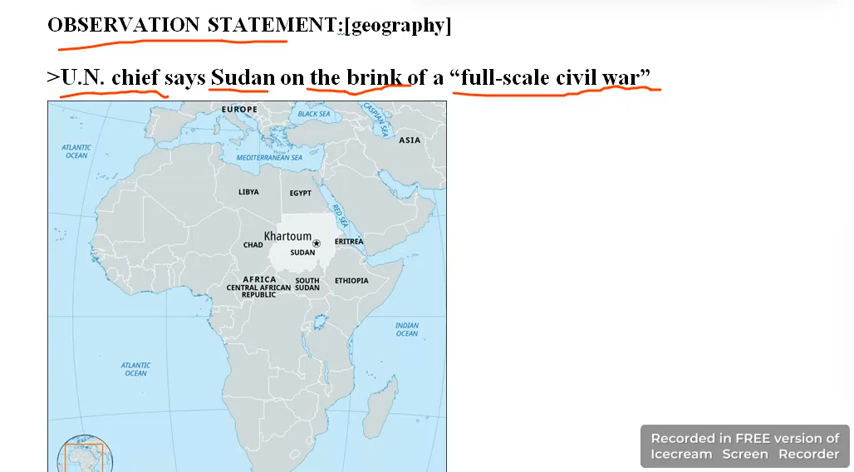 OBSERVATION STATEMENT:[geography]
>U.N. chief says Sudan on the brink of a “full-scale civil war”
EUROPE
BLACK SEA
CASPIAN SEA
ASIA
ATLANTIC
OCEAN
MEDITERRANEAN SEA
LIBYA
EGYPT
RED SEA
Khartoum
CHAD
SUDAN
ERITREA
AFRICA
CENTRAL AFRICAN
REPUBLIC
SOUTH
SUDAN
ETHIOPIA
INDIAN
OCEAN
ATLANTIC
OCEAN
Recorded in FREE version of
Icecream Screen Recorder